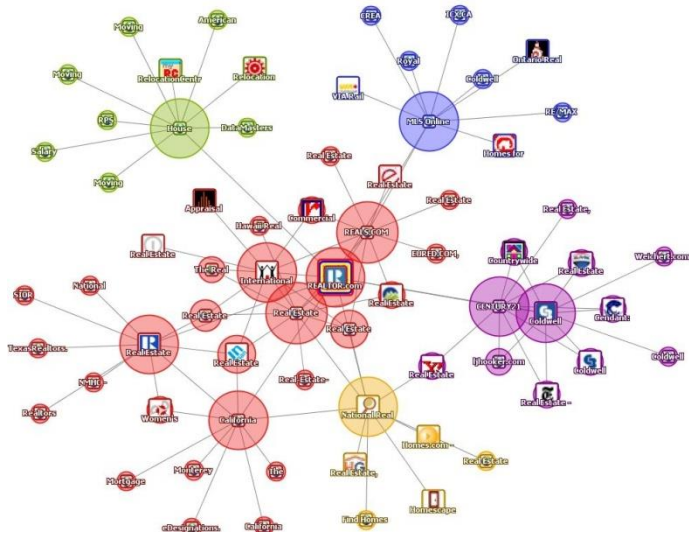 American
Moving
Moving
RelocationCentr
Relocation
RPS
House
DataMasters
Salary
Moving
CREA
ICX.CA
Royal
Ontario Real
VIA Rail
Coldwell
MLS Online
RE/MAX
Homes for
Real Estate
Real Estate
Appraisal
Commercial
Real Estate
Hawaii Real
REALS.COM
Real Estate
The Real
International
REALTOR.com
EDRED.COM,
Real Estate
National
SIOR
Real Estate
Real Estate
Real Estate
TexasRealtors.
Real Estate
Real Estate
NMHC -
Real-Estate-
Realtors
Women's
California
Mortgage
Monterey
The
eDesignations.
California
Real Estate,
Countrywide
Real Estate
Weichert.com
CENTURY21
Coldwell
Cendant:
ljhooker.com
Coldwell
Coldwell
Real Estate
Real Estate -
National Real
Homes.com -
Real Estate,
Real Estate
Homescape
Find Homes